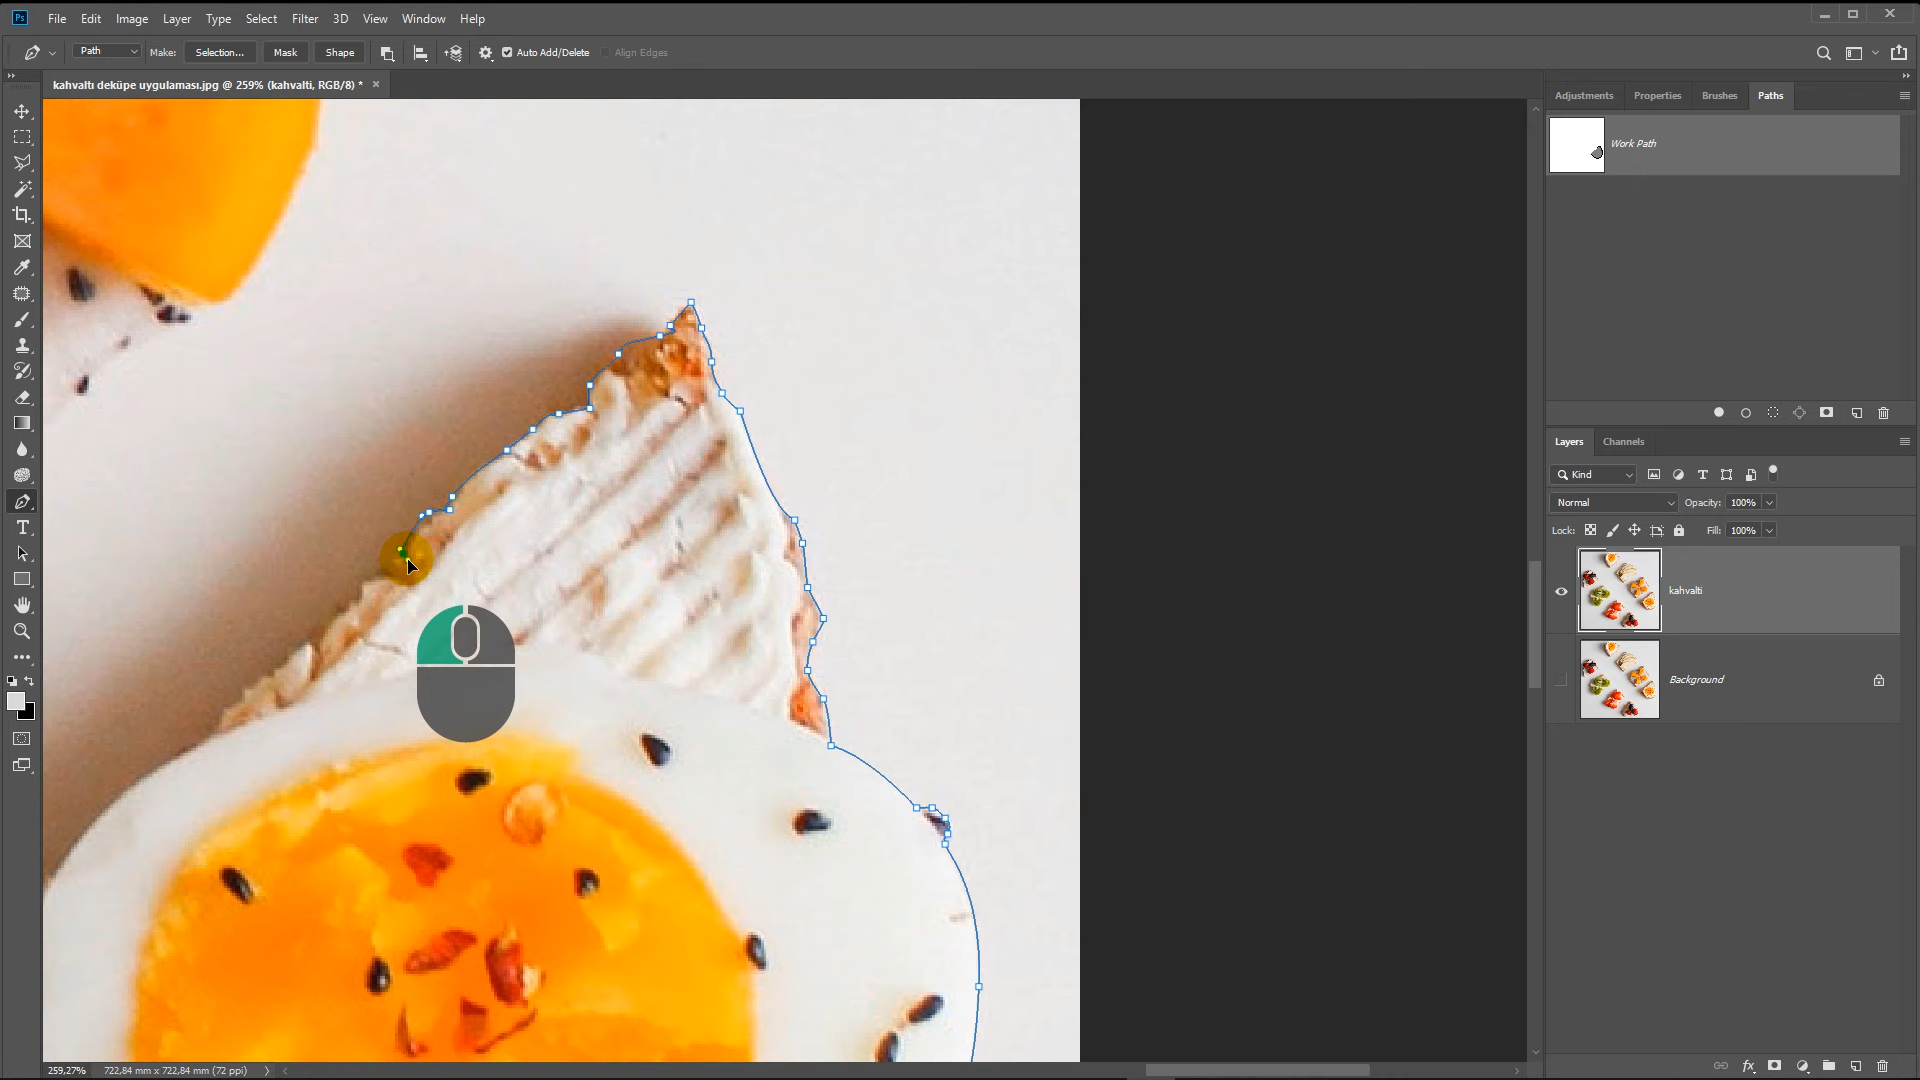 Ps File Edit Image Layer Type Select Filter 3D View Window Help
Path Make: Selection... Mask Shape Auto Add/Delete Align Edges
kahvaltı deküpe uygulaması.jpg @ 259% (kahvalti, RGB/8) *
Adjustments Properties Brushes Paths
Work Path
Layers Channels
Kind
Normal Opacity: 100%
Lock: Fill: 100%
kahvalti
Background
259,27% 722,84 mm x 722,84 mm (72 ppi)